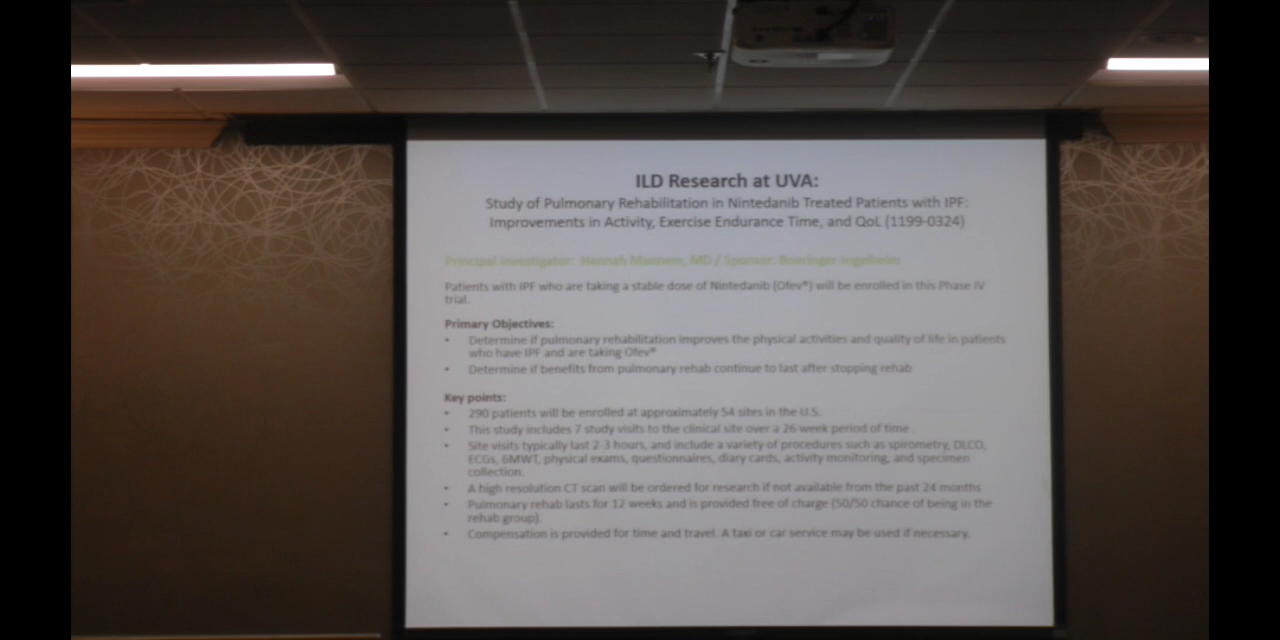 ILD Research at UVA:
Study of Pulmonary Rehabilitation in Nintedanib Treated Patients with IPF:
Improvements in Activity, Exercise Endurance Time, and QoL (1199-0324)
Principal Investigator: Hannah Mannem, MD / Sponsor: Boeringer Ingelheim
Patients with IPF who are taking a stable dose of Nintedanib (Ofev®) will be enrolled in this Phase IV
trial.
Primary Objectives:
• Determine if pulmonary rehabilitation improves the physical activities and quality of life in patients
who have IPF and are taking Ofev®
• Determine if benefits from pulmonary rehab continue to last after stopping rehab
Key points:
• 290 patients will be enrolled at approximately 54 sites in the U.S.
• This study includes 7 study visits to the clinical site over a 26 week period of time.
• Site visits typically last 2-3 hours, and include a variety of procedures such as spirometry, DLCO,
ECGs, 6MWT, physical exams, questionnaires, diary cards, activity monitoring, and specimen
collection.
• A high resolution CT scan will be ordered for research if not available from the past 24 months
• Pulmonary rehab lasts for 12 weeks and is provided free of charge (50/50 chance of being in the
rehab group).
• Compensation is provided for time and travel. A taxi or car service may be used if necessary.